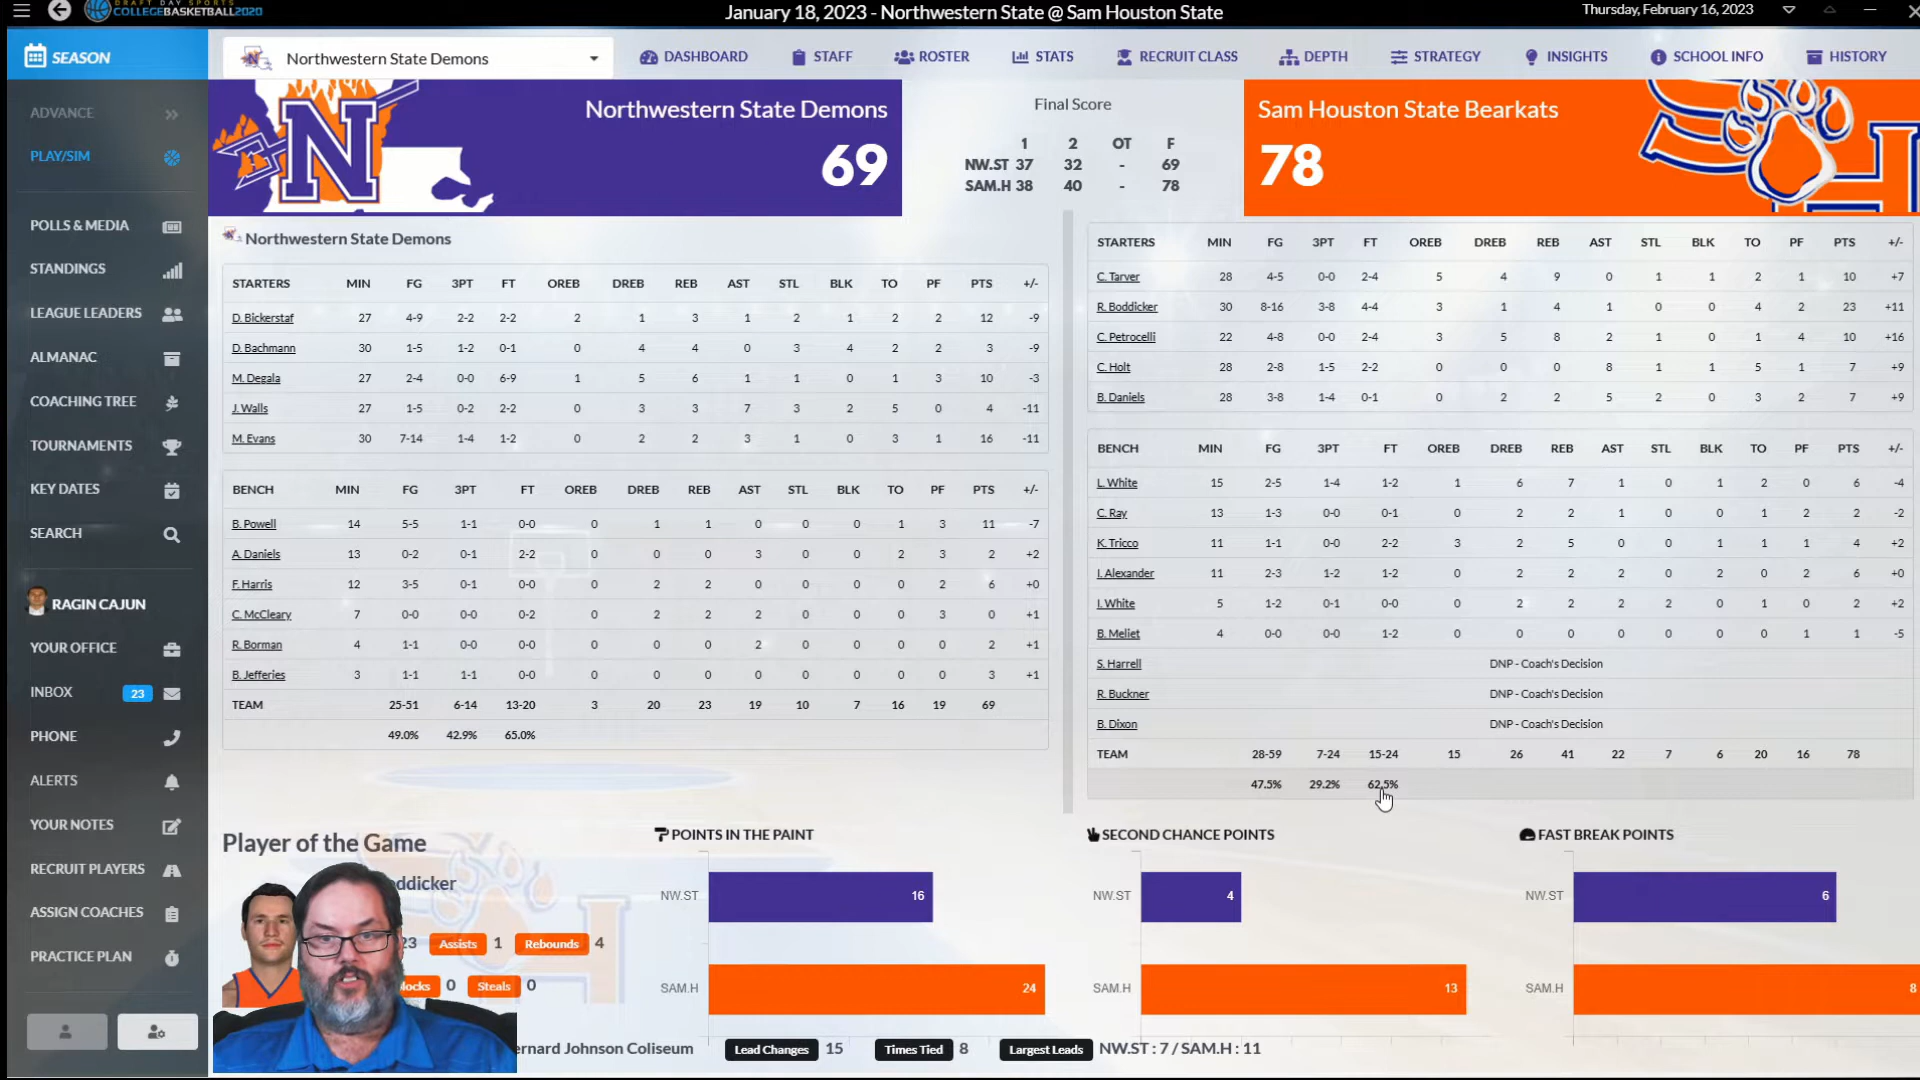 DRAFT DAY SPORTS
COLLEGEBASKETBALL2020
January 18, 2023 - Northwestern State @ Sam Houston State
Thursday, February 16, 2023
SEASON
Northwestern State Demons
DASHBOARD STAFF ROSTER STATS RECRUIT CLASS DEPTH STRATEGY INSIGHTS SCHOOL INFO HISTORY
ADVANCE
PLAY/SIM
POLLS & MEDIA
STANDINGS
LEAGUE LEADERS
ALMANAC
COACHING TREE
TOURNAMENTS
KEY DATES
SEARCH
RAGIN CAJUN
YOUR OFFICE
INBOX 23
PHONE
ALERTS
YOUR NOTES
RECRUIT PLAYERS
ASSIGN COACHES
PRACTICE PLAN
N
Northwestern State Demons
69
Final Score
1 2 OT F
NW.ST 37 32 - 69
SAM.H 38 40 - 78
Sam Houston State Bearkats
78
Northwestern State Demons
STARTERS MIN FG 3PT FT OREB DREB REB AST STL BLK TO PF PTS +/-
D. Bickerstaf 27 4-9 2-2 2-2 2 1 3 1 2 1 2 2 12 -9
D. Bachmann 30 1-5 1-2 0-1 0 4 4 0 3 4 2 2 3 -9
M. Degala 27 2-4 0-0 6-9 1 5 6 1 1 0 1 3 10 -3
J. Walls 27 1-5 0-2 2-2 0 3 3 7 3 2 5 0 4 -11
M. Evans 30 7-14 1-4 1-2 0 2 2 3 1 0 3 1 16 -11
BENCH MIN FG 3PT FT OREB DREB REB AST STL BLK TO PF PTS +/-
B. Powell 14 5-5 1-1 0-0 0 1 1 0 0 0 1 3 11 -7
A. Daniels 13 0-2 0-1 2-2 0 0 0 3 0 0 2 3 2 +2
F. Harris 12 3-5 0-1 0-0 0 2 2 0 0 0 0 2 6 +0
C. McCleary 7 0-0 0-0 0-2 0 2 2 2 0 0 0 3 0 +1
R. Borman 4 1-1 0-0 0-0 0 0 0 2 0 0 0 0 2 +1
B. Jefferies 3 1-1 1-1 0-0 0 0 0 0 0 0 0 0 3 +1
TEAM 25-51 6-14 13-20 3 20 23 19 10 7 16 19 69
49.0% 42.9% 65.0%
STARTERS MIN FG 3PT FT OREB DREB REB AST STL BLK TO PF PTS +/-
C. Tarver 28 4-5 0-0 2-4 5 4 9 0 1 1 2 1 10 +7
R. Boddicker 30 8-16 3-8 4-4 3 1 4 1 0 0 4 2 23 +11
C. Petrocelli 22 4-8 0-0 2-4 3 5 8 2 1 0 1 4 10 +16
C. Holt 28 2-8 1-5 2-2 0 0 0 8 1 1 5 1 7 +9
B. Daniels 28 3-8 1-4 0-1 0 2 2 5 2 0 3 2 7 +9
BENCH MIN FG 3PT FT OREB DREB REB AST STL BLK TO PF PTS +/-
L. White 15 2-5 1-4 1-2 1 6 7 1 0 1 2 0 6 -4
C. Ray 13 1-3 0-0 0-1 0 2 2 1 0 0 1 2 2 -2
K. Tricco 11 1-1 0-0 2-2 3 2 5 0 0 1 1 1 4 +2
I. Alexander 11 2-3 1-2 1-2 0 2 2 2 0 2 0 2 6 +0
I. White 5 1-2 0-1 0-0 0 2 2 2 2 0 1 0 2 +2
B. Meliet 4 0-0 0-0 1-2 0 0 0 0 0 0 0 1 1 -5
S. Harrell DNP - Coach's Decision
R. Buckner DNP - Coach's Decision
B. Dixon DNP - Coach's Decision
TEAM 28-59 7-24 15-24 15 26 41 22 7 6 20 16 78
47.5% 29.2% 62.5%
Player of the Game
oddicker
23 Assists 1 Rebounds 4
locks 0 Steals 0
POINTS IN THE PAINT
NW.ST 16
SAM.H 24
SECOND CHANCE POINTS
NW.ST 4
SAM.H 13
FAST BREAK POINTS
NW.ST 6
SAM.H 8
ernard Johnson Coliseum Lead Changes 15 Times Tied 8 Largest Leads NW.ST : 7 / SAM.H : 11